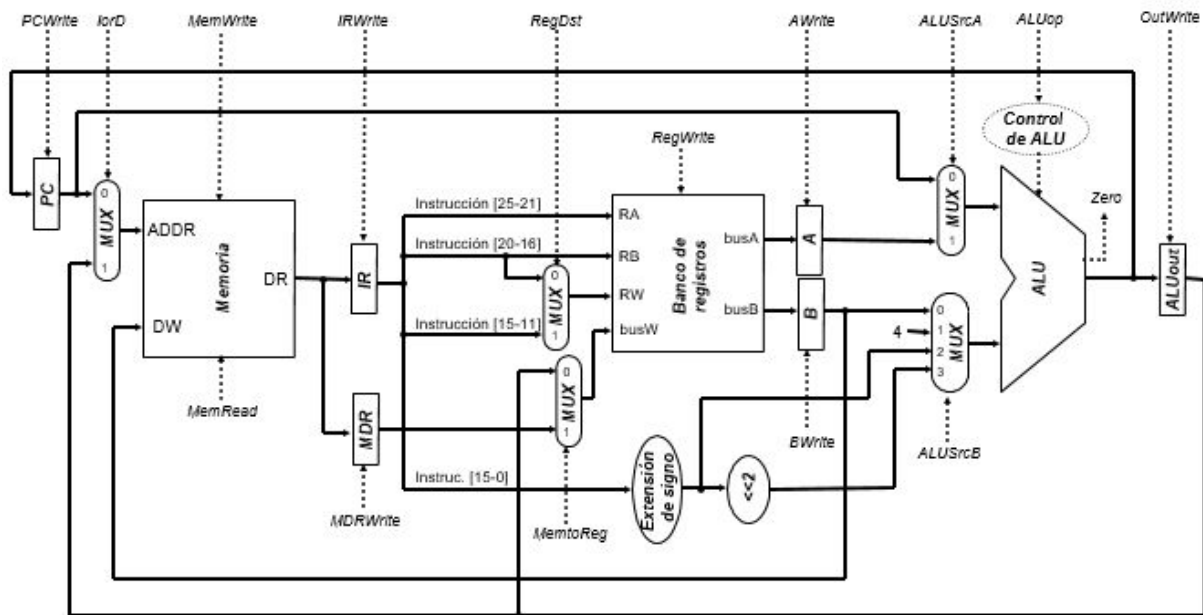 PCWrite
IorD
MemWrite
IRWrite
RegDst
AWrite
ALUSrcA
ALUop
OutWrite
Control
de ALU
RegWrite
PC
0
MUX
1
ADDR
Memoria
DR
DW
MemRead
IR
Instrucción [25-21]
Instrucción [20-16]
Instrucción [15-11]
0
MUX
1
RA
RB
RW
busW
Banco de
registros
busA
busB
A
B
0
MUX
1
Zero
ALU
ALUout
0
4
1
2
3
MUX
0
MUX
1
MDR
MDRWrite
Instruc. [15-0]
MemtoReg
Extensión
de signo
<<2
BWrite
ALUSrcB